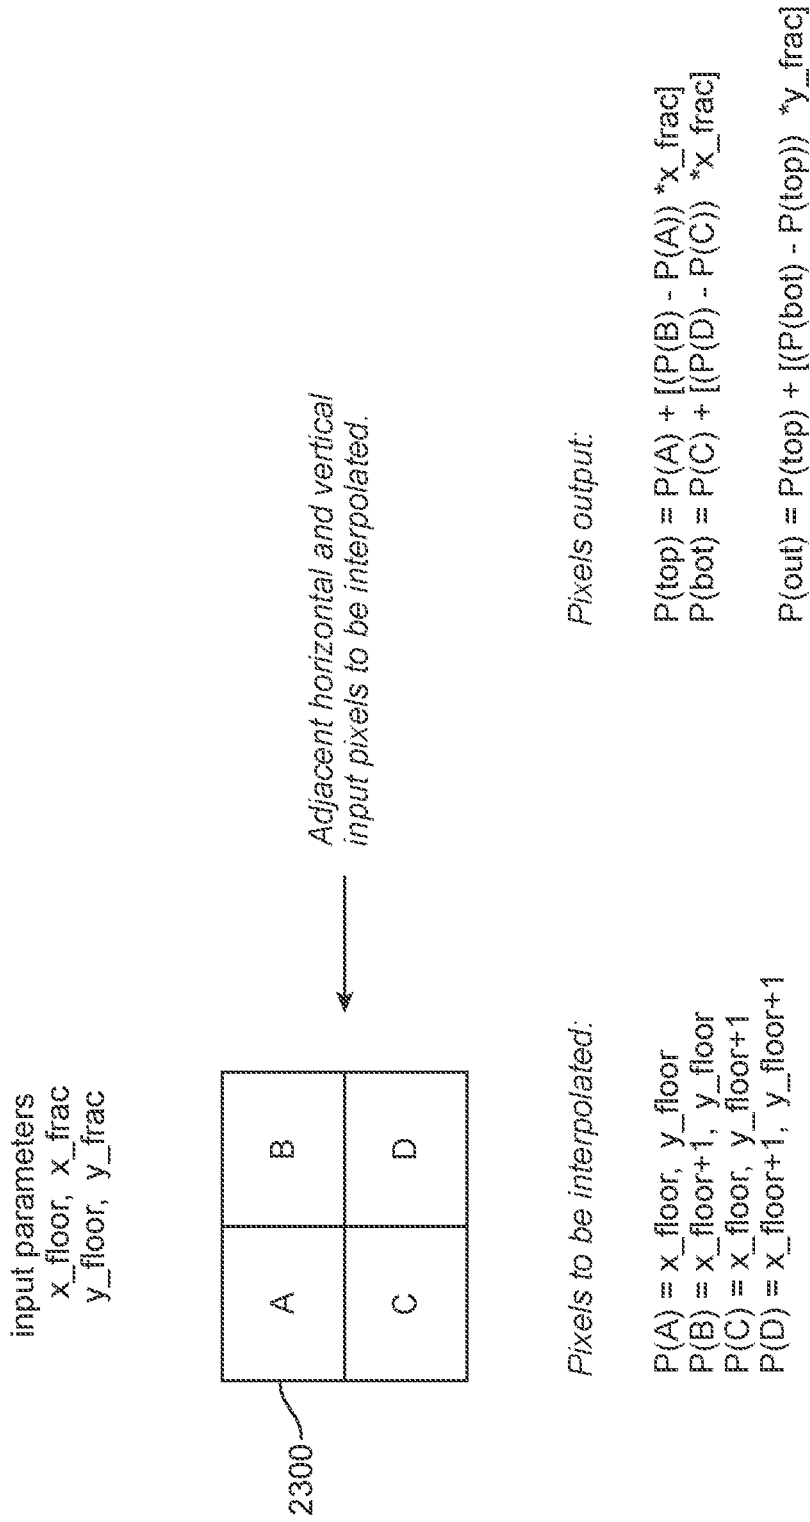 input parameters
x_floor, x_frac
y_floor, y_frac
2300
A
B
C
D
Adjacent horizontal and vertical
input pixels to be interpolated.
Pixels to be interpolated:
P(A) = x_floor, y_floor
P(B) = x_floor+1, y_floor
P(C) = x_floor, y_floor+1
P(D) = x_floor+1, y_floor+1
Pixels output:
P(top) = P(A) + [(P(B) - P(A)) *x_frac]
P(bot) = P(C) + [(P(D) - P(C)) *x_frac]
P(out) = P(top) + [(P(bot) - P(top)) *y_frac]